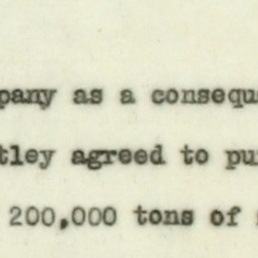 pany as a consequ
tley agreed to pu
200,000 tons of